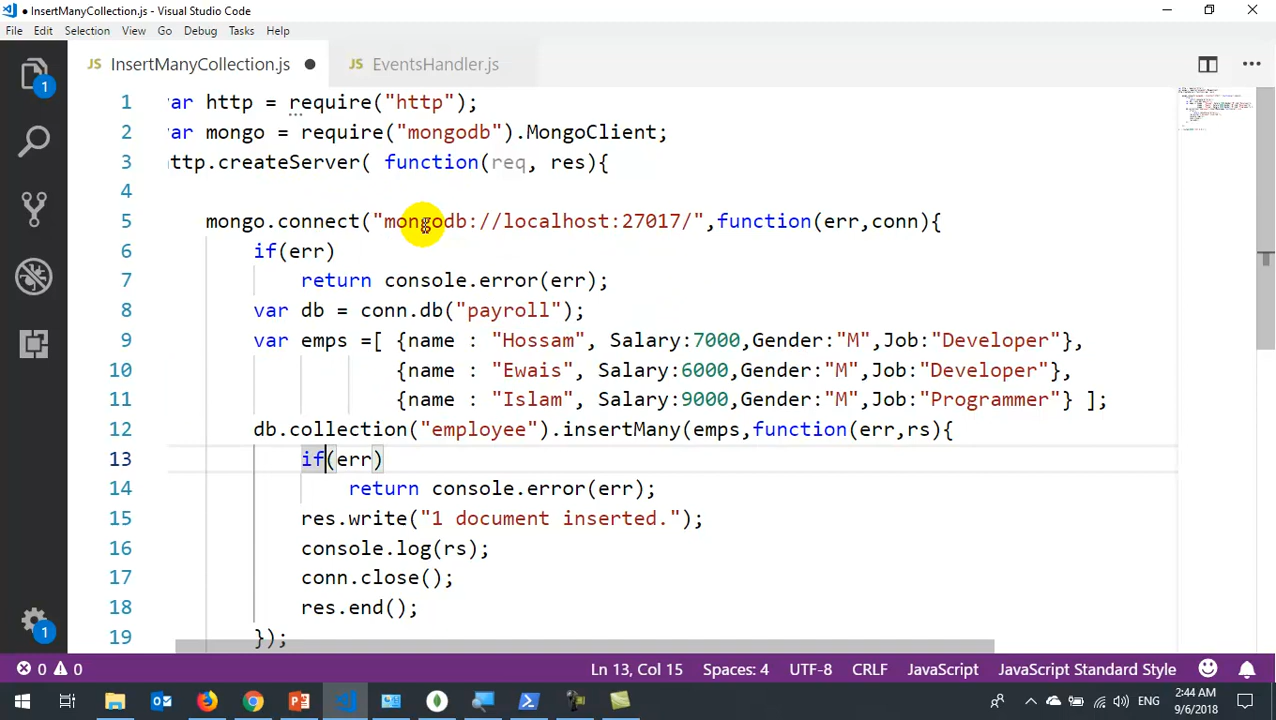 InsertManyCollection.js - Visual Studio Code
File Edit Selection View Go Debug Tasks Help
JS InsertManyCollection.js JS EventsHandler.js
1
1 ar http = require("http");
2 ar mongo = require("mongodb").MongoClient;
3 ttp.createServer( function(req, res){
4
5 mongo.connect("mongodb://localhost:27017/",function(err,conn){
6 if(err)
7 return console.error(err);
8 var db = conn.db("payroll");
9 var emps =[ {name : "Hossam", Salary:7000,Gender:"M",Job:"Developer"},
10 {name : "Ewais", Salary:6000,Gender:"M",Job:"Developer"},
11 {name : "Islam", Salary:9000,Gender:"M",Job:"Programmer"} ];
12 db.collection("employee").insertMany(emps,function(err,rs){
13 if(err)
14 return console.error(err);
15 res.write("1 document inserted.");
16 console.log(rs);
17 conn.close();
18 res.end();
19 });
1
0 0 Ln 13, Col 15 Spaces: 4 UTF-8 CRLF JavaScript JavaScript Standard Style
ENG 2:44 AM
9/6/2018